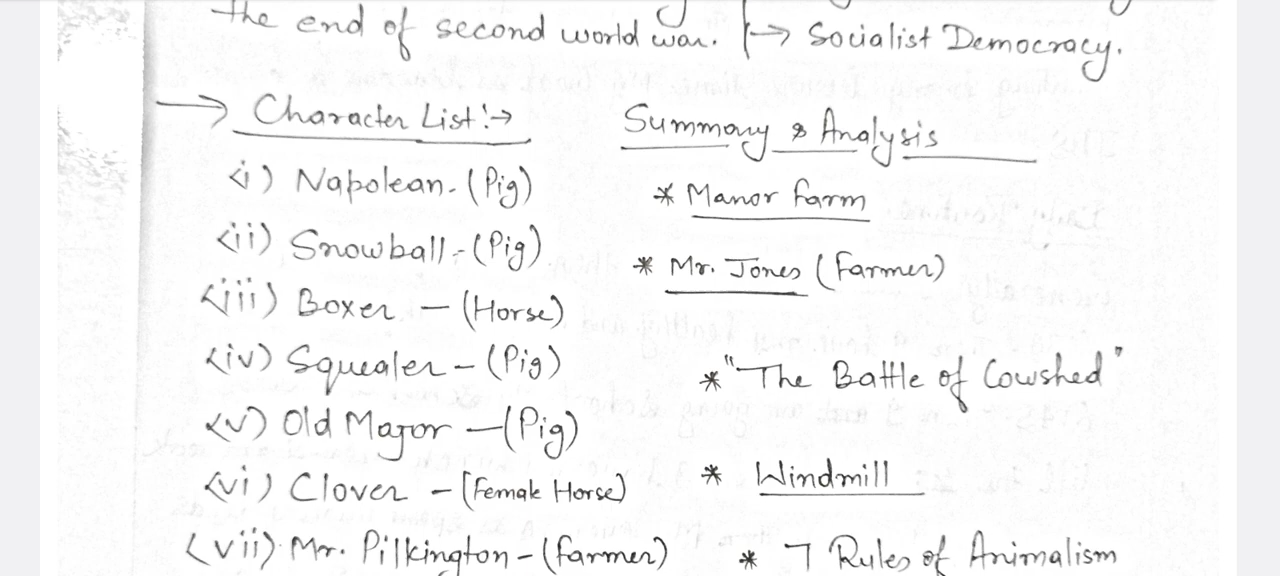 the end of second world war. → Socialist Democracy.
→ Character List:→
<i) Napolean - (Pig)
<ii) Snowball - (Pig)
<iii) Boxer - (Horse)
<iv) Squealer - (Pig)
<v) Old Major - (Pig)
<vi) Clover - [Female Horse)
<vii) Mr. Pilkington - (farmer)
Summary & Analysis
* Manor farm
* Mr. Jones (farmer)
* "The Battle of Cowshed"
* Windmill
* 7 Rules of Animalism